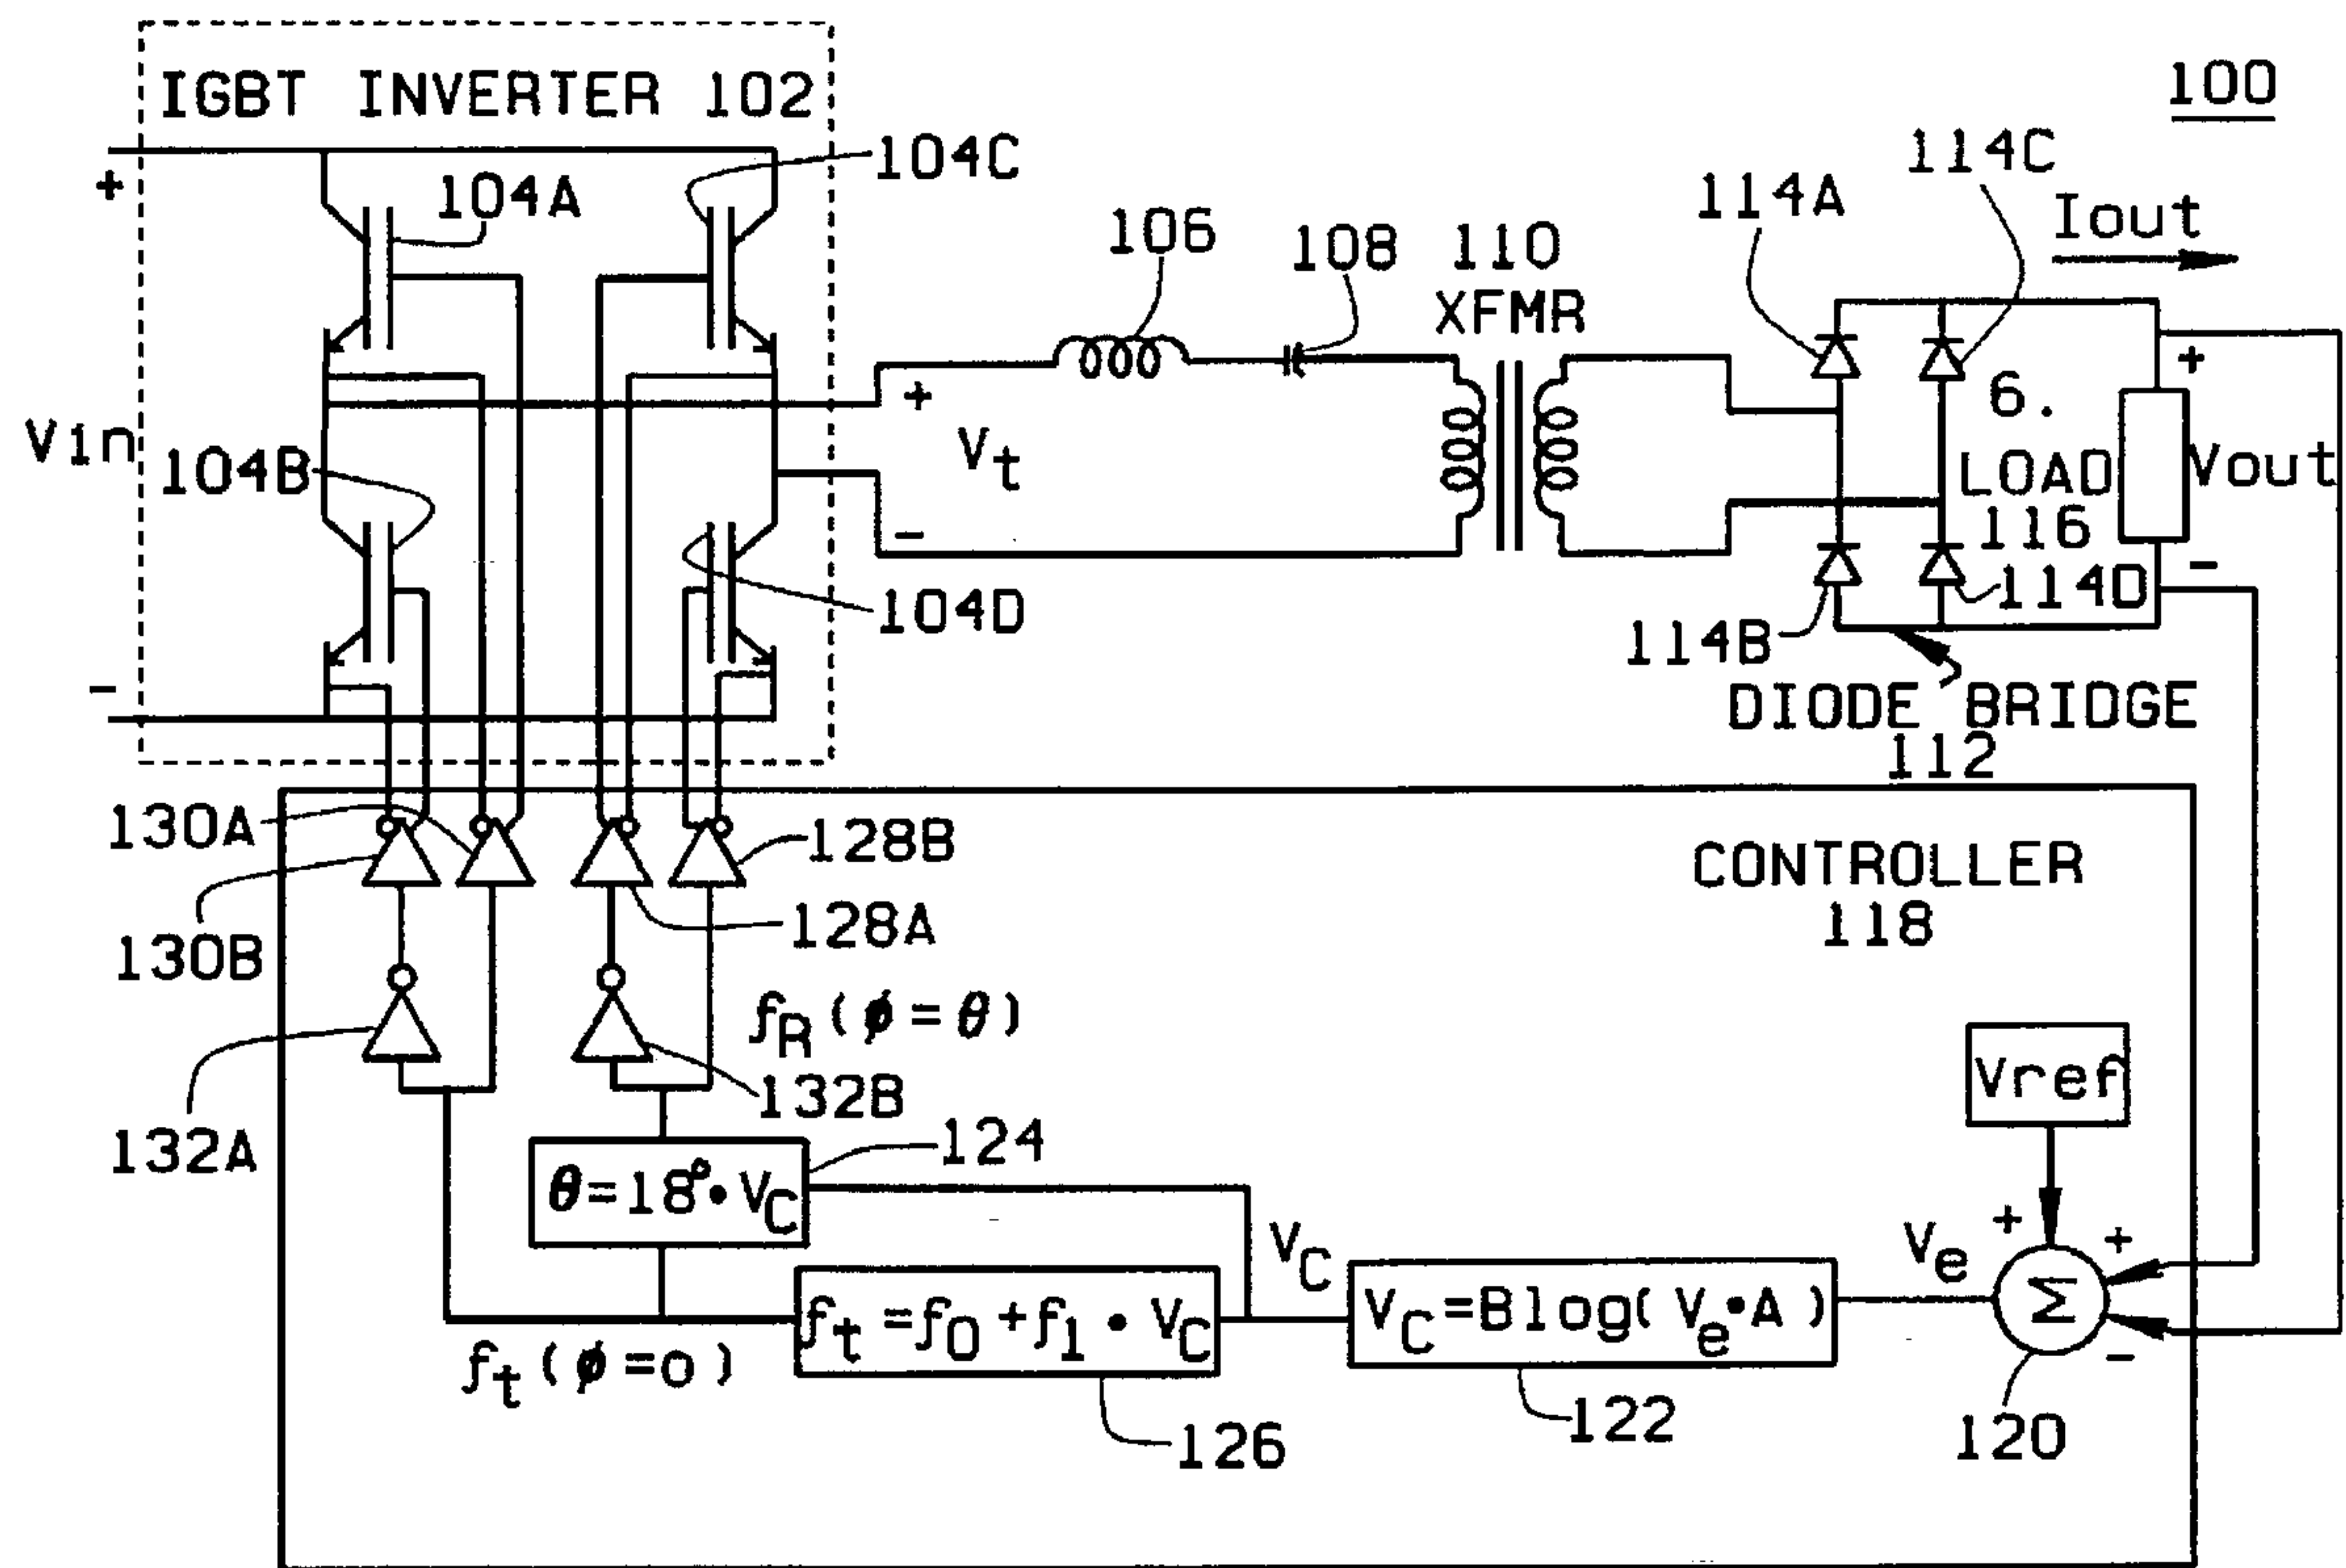 IGBT INVERTER 102
100
104C
114C
104A
114A
Iout
+
106
108
110
XFMR
+
6.
+
Vin
104B
Vt
LOAD
116
Vout
-
-
104D
114D
114B
-
DIODE BRIDGE
112
130A
128B
CONTROLLER
118
128A
130B
fR(ø=θ)
Vref
132B
132A
124
θ=18°•VC
+
+
VC
Ve
ft=f0+f1•VC
VC=Blog(Ve•A)
Σ
ft(ø=0)
-
126
122
120